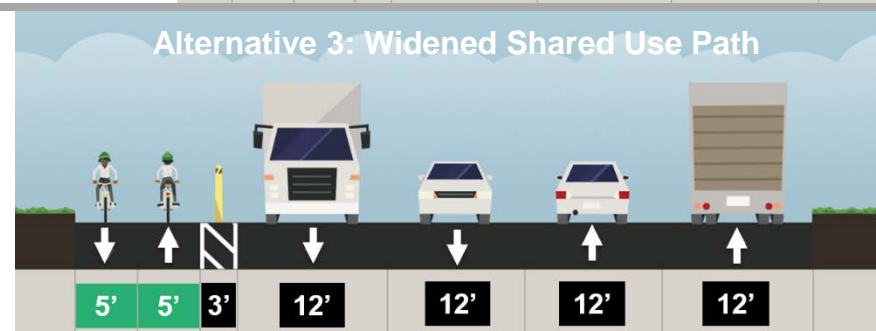 Alternative 3: Widened Shared Use Path
5’ 5’ 3’ 12’ 12’ 12’ 12’